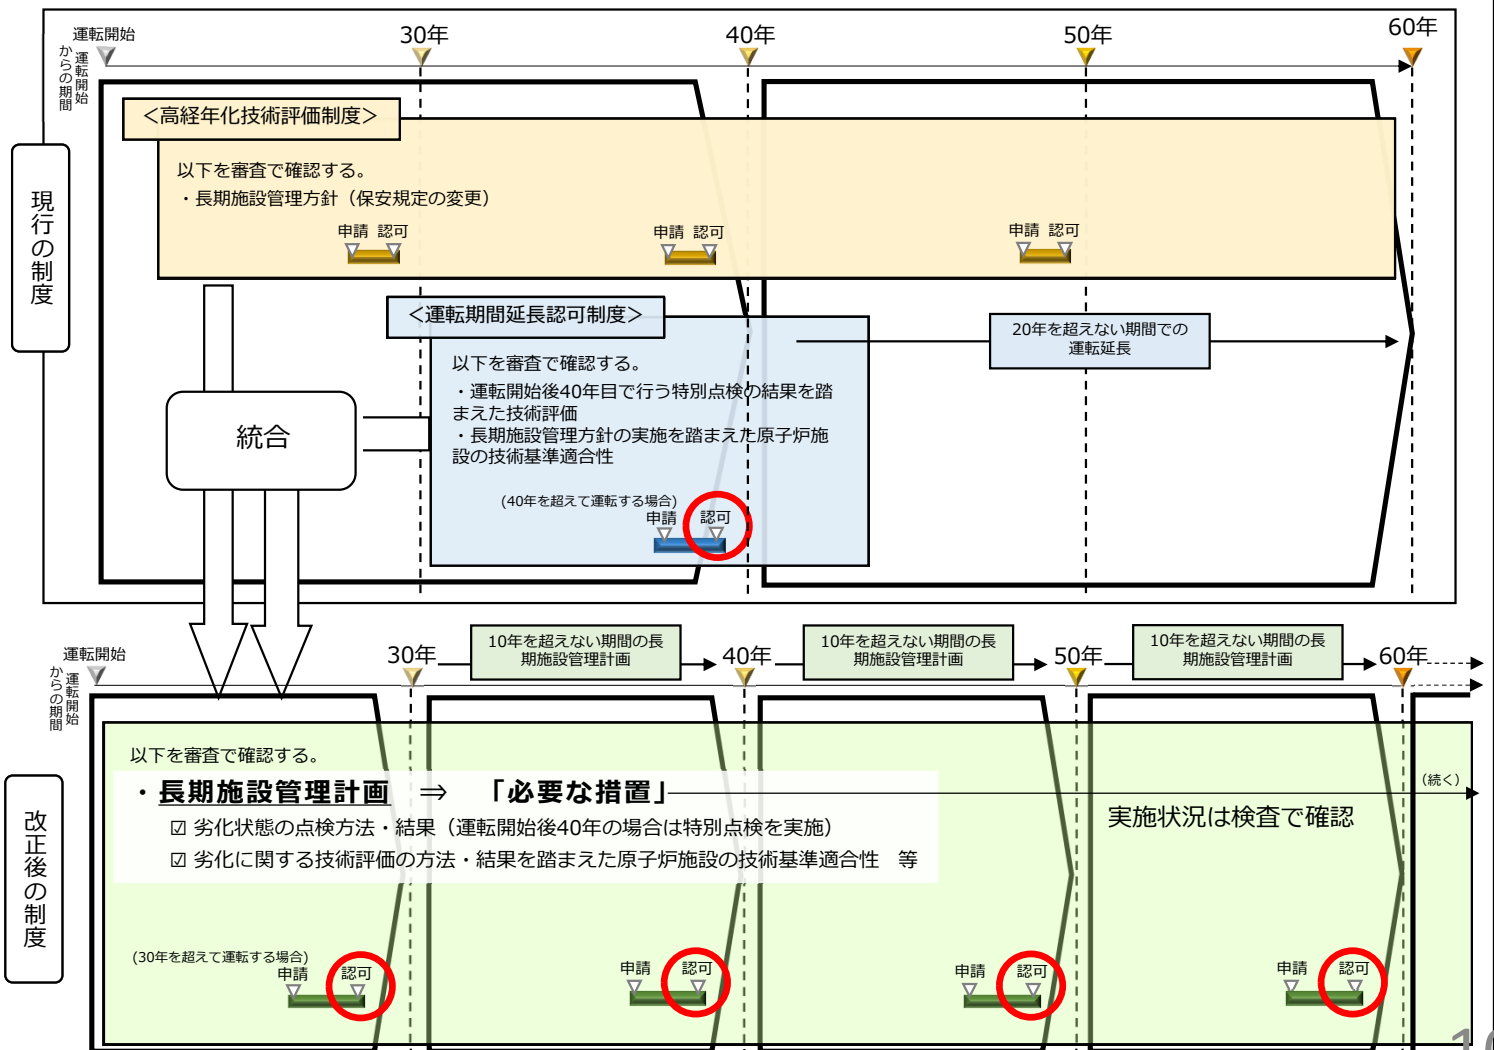 運転開始
30年
40年
50年
60年
運転開始
からの期間
現行の制度
＜高経年化技術評価制度＞
以下を審査で確認する。
・長期施設管理方針（保安規定の変更）
申請 認可
申請 認可
申請 認可
＜運転期間延長認可制度＞
以下を審査で確認する。
・運転開始後40年目で行う特別点検の結果を踏
まえた技術評価
・長期施設管理方針の実施を踏まえた原子炉施
設の技術基準適合性
(40年を超えて運転する場合)
申請 認可
20年を超えない期間での
運転延長
統合
運転開始
30年
10年を超えない期間の長
期施設管理計画
40年
10年を超えない期間の長
期施設管理計画
50年
10年を超えない期間の長
期施設管理計画
60年
運転開始
からの期間
改正後の制度
以下を審査で確認する。
・長期施設管理計画 ⇒ 「必要な措置」
(続く)
☑ 劣化状態の点検方法・結果（運転開始後40年の場合は特別点検を実施）
☑ 劣化に関する技術評価の方法・結果を踏まえた原子炉施設の技術基準適合性　等
実施状況は検査で確認
(30年を超えて運転する場合)
申請 認可
申請 認可
申請 認可
申請 認可